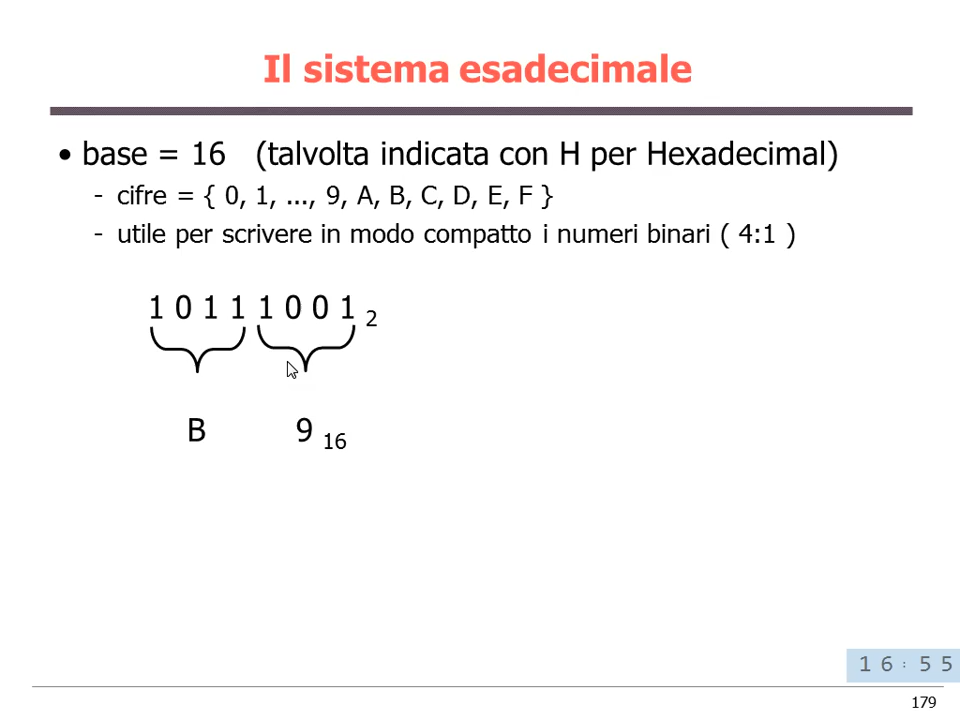 Il sistema esadecimale
• base = 16 (talvolta indicata con H per Hexadecimal)
- cifre = { 0, 1, ..., 9, A, B, C, D, E, F }
- utile per scrivere in modo compatto i numeri binari ( 4:1 )
1 0 1 1 1 0 0 1 2
B 9 16
16:55
179